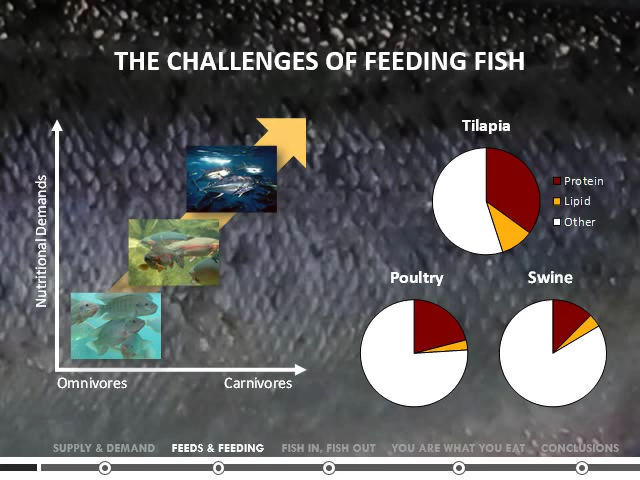 THE CHALLENGES OF FEEDING FISH
Nutritional Demands
Omnivores
Carnivores
Tilapia
Protein
Lipid
Other
Poultry
Swine
SUPPLY & DEMAND
FEEDS & FEEDING
FISH IN, FISH OUT
YOU ARE WHAT YOU EAT
CONCLUSIONS